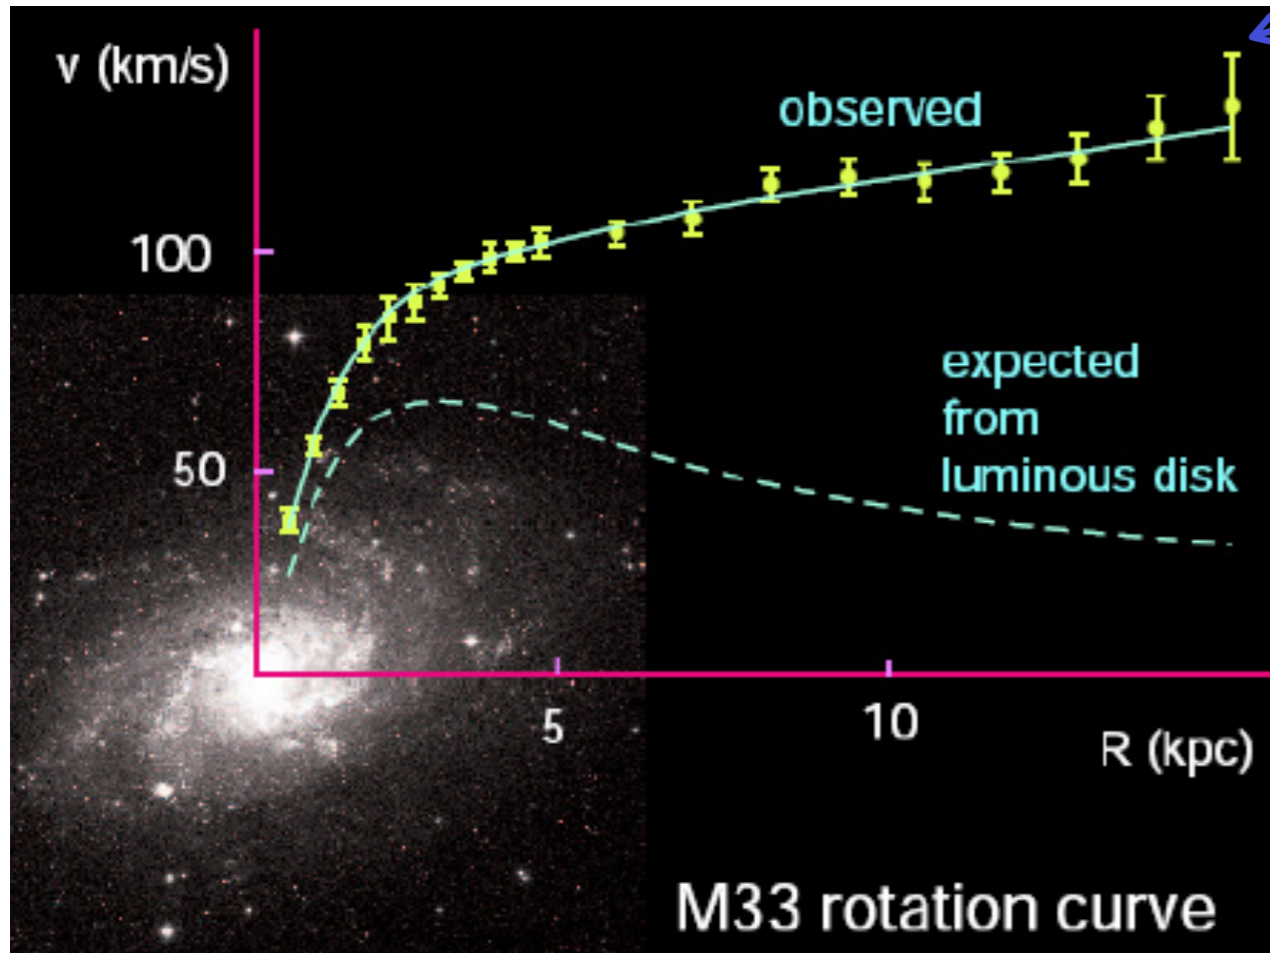 v (km/s)
observed
100
expected
from
luminous disk
50
5
10
R (kpc)
M33 rotation curve